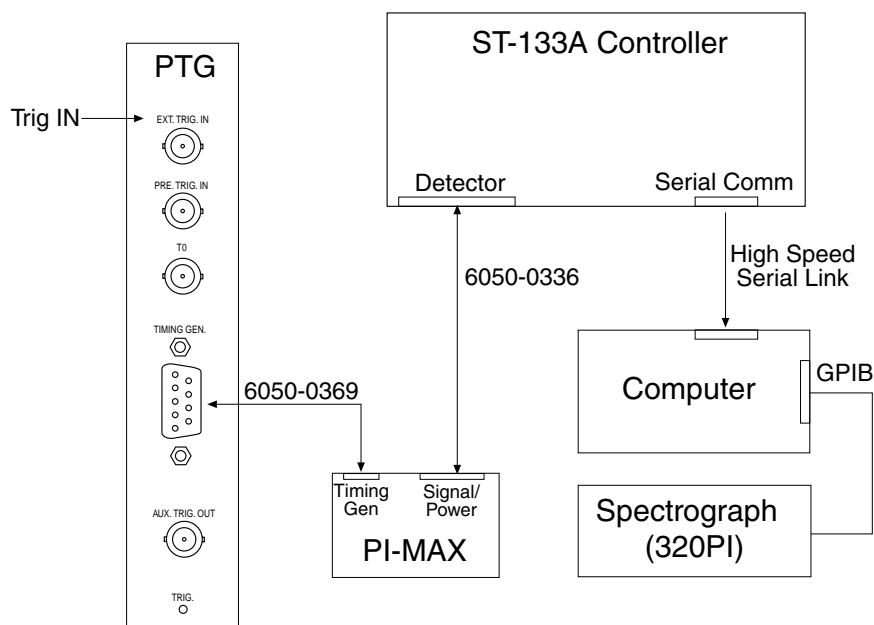 PTG
Trig IN
EXT. TRIG. IN
PRE. TRIG. IN
T0
TIMING GEN.
AUX. TRIG. OUT
TRIG.
6050-0369
ST-133A Controller
Detector
Serial Comm
6050-0336
High Speed
Serial Link
Computer
GPIB
Timing
Gen
Signal/
Power
PI-MAX
Spectrograph
(320PI)